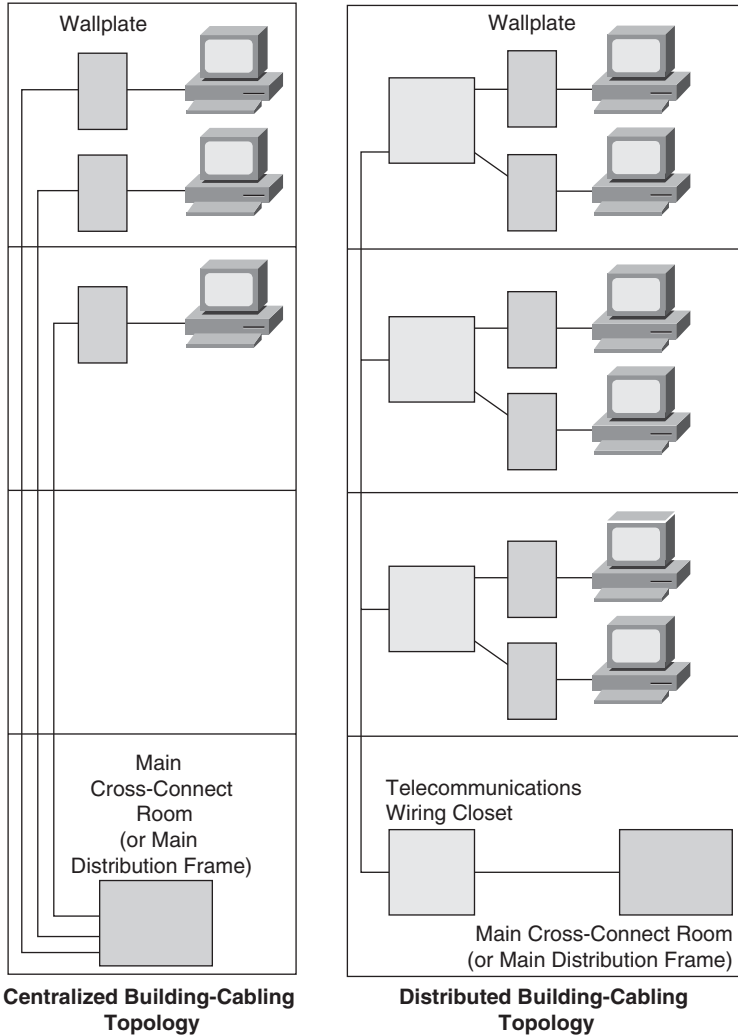 Wallplate
Main
Cross-Connect
Room
(or Main
Distribution Frame)
Centralized Building-Cabling
Topology
Wallplate
Telecommunications
Wiring Closet
Main Cross-Connect Room
(or Main Distribution Frame)
Distributed Building-Cabling
Topology